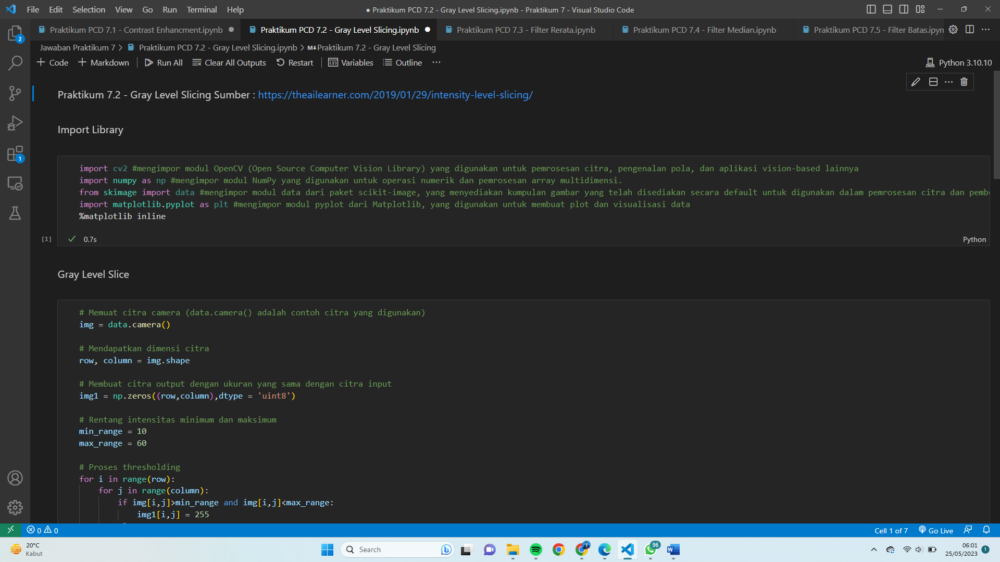 File Edit Selection View Go Run Terminal Help
● Praktikum PCD 7.2 - Gray Level Slicing.ipynb - Praktikum 7 - Visual Studio Code
Praktikum PCD 7.1 - Contrast Enhancment.ipynb ●
Praktikum PCD 7.2 - Gray Level Slicing.ipynb ●
Praktikum PCD 7.3 - Filter Rerata.ipynb
Praktikum PCD 7.4 - Filter Median.ipynb
Praktikum PCD 7.5 - Filter Batas.ipyn
Jawaban Praktikum 7 > Praktikum PCD 7.2 - Gray Level Slicing.ipynb > M↓Praktikum 7.2 - Gray Level Slicing
+ Code + Markdown Run All Clear All Outputs Restart Variables Outline ···
Python 3.10.10
2
1
Praktikum 7.2 - Gray Level Slicing Sumber : https://theailearner.com/2019/01/29/intensity-level-slicing/
Import Library
import cv2 #mengimpor modul OpenCV (Open Source Computer Vision Library) yang digunakan untuk pemrosesan citra, pengenalan pola, dan aplikasi vision-based lainnya
import numpy as np #mengimpor modul NumPy yang digunakan untuk operasi numerik dan pemrosesan array multidimensi.
from skimage import data #mengimpor modul data dari paket scikit-image, yang menyediakan kumpulan gambar yang telah disediakan secara default untuk digunakan dalam pemrosesan citra dan pemb
import matplotlib.pyplot as plt #mengimpor modul pyplot dari Matplotlib, yang digunakan untuk membuat plot dan visualisasi data
%matplotlib inline
[1] ✓ 0.7s
Python
Gray Level Slice
# Memuat citra camera (data.camera() adalah contoh citra yang digunakan)
img = data.camera()
# Mendapatkan dimensi citra
row, column = img.shape
# Membuat citra output dengan ukuran yang sama dengan citra input
img1 = np.zeros((row,column),dtype = 'uint8')
# Rentang intensitas minimum dan maksimum
min_range = 10
max_range = 60
# Proses thresholding
for i in range(row):
for j in range(column):
if img[i,j]>min_range and img[i,j]<max_range:
img1[i,j] = 255
0 0
Cell 1 of 7 Go Live
20°C
Kabut
Search
96
06:01
25/05/2023
1